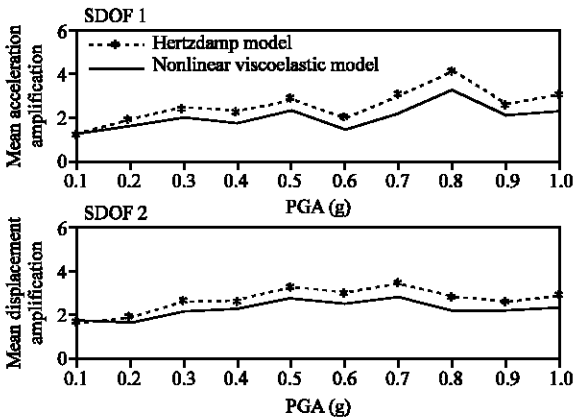 SDOF 1
Mean acceleration
amplification
6
4
2
0
Hertzdamp model
Nonlinear viscoelastic model
0.1 0.2 0.3 0.4 0.5 0.6 0.7 0.8 0.9 1.0
PGA (g)
SDOF 2
Mean displacement
amplification
6
4
2
0
0.1 0.2 0.3 0.4 0.5 0.6 0.7 0.8 0.9 1.0
PGA (g)